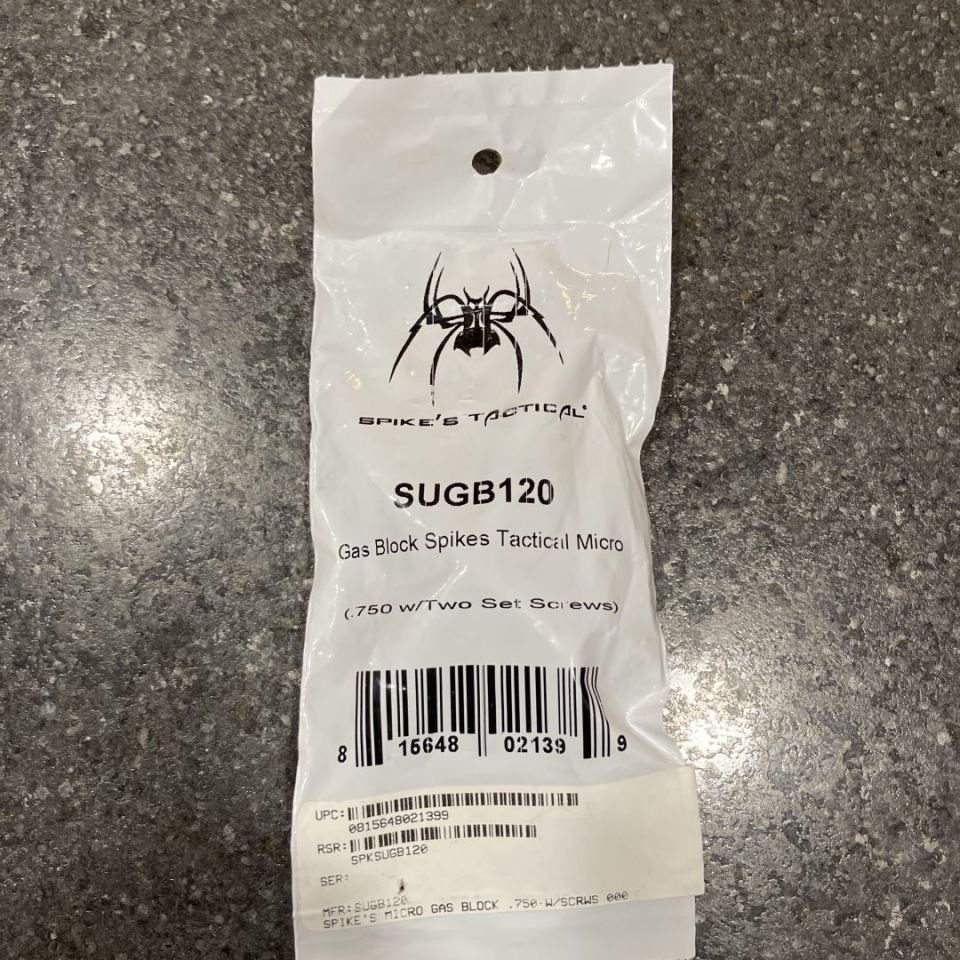 SPIKE'S TACTICAL®
SUGB120
Gas Block Spikes Tactical Micro
(.750 w/Two Set Screws)
8 15648 02139 9
UPC:
0815648021399
RSR:
SPKSUGB120
SER:
MFR:SUGB120
SPIKE'S MICRO GAS BLOCK .750 W/SCRWS 000